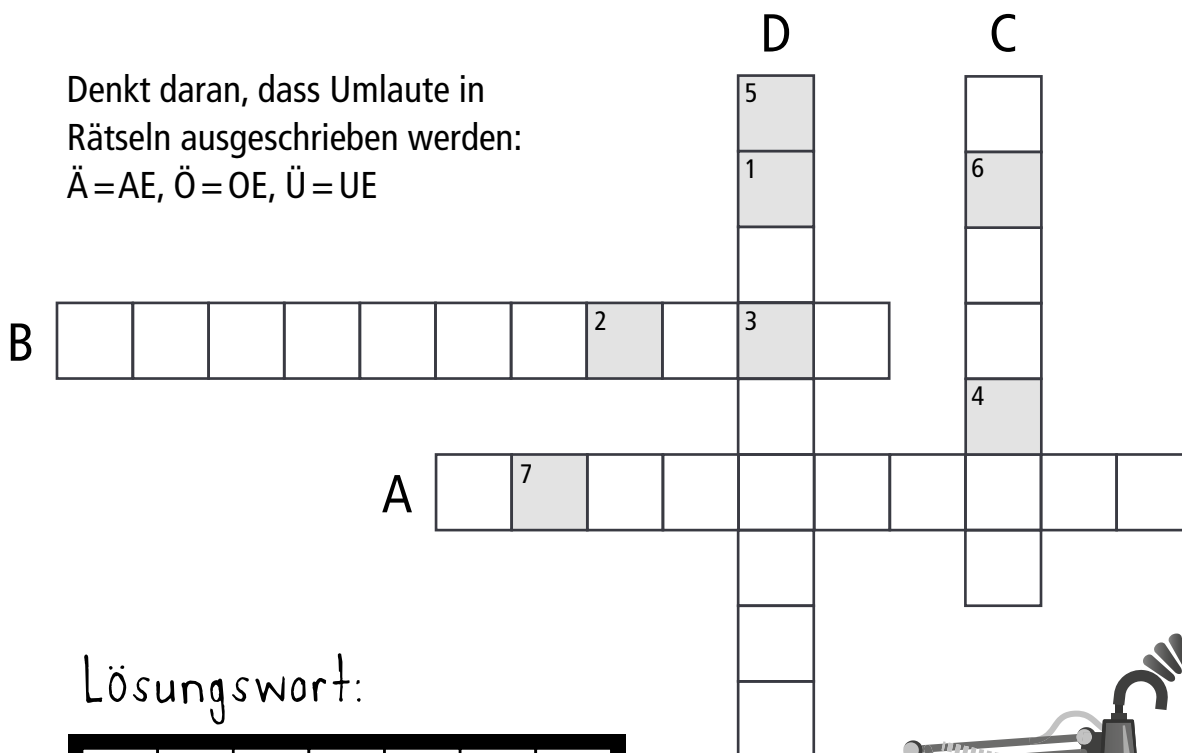 D C
Denkt daran, dass Umlaute in
Rätseln ausgeschrieben werden:
Ä=AE, Ö=OE, Ü=UE
5
1 6
B 2 3
4
A 7
Lösungswort: